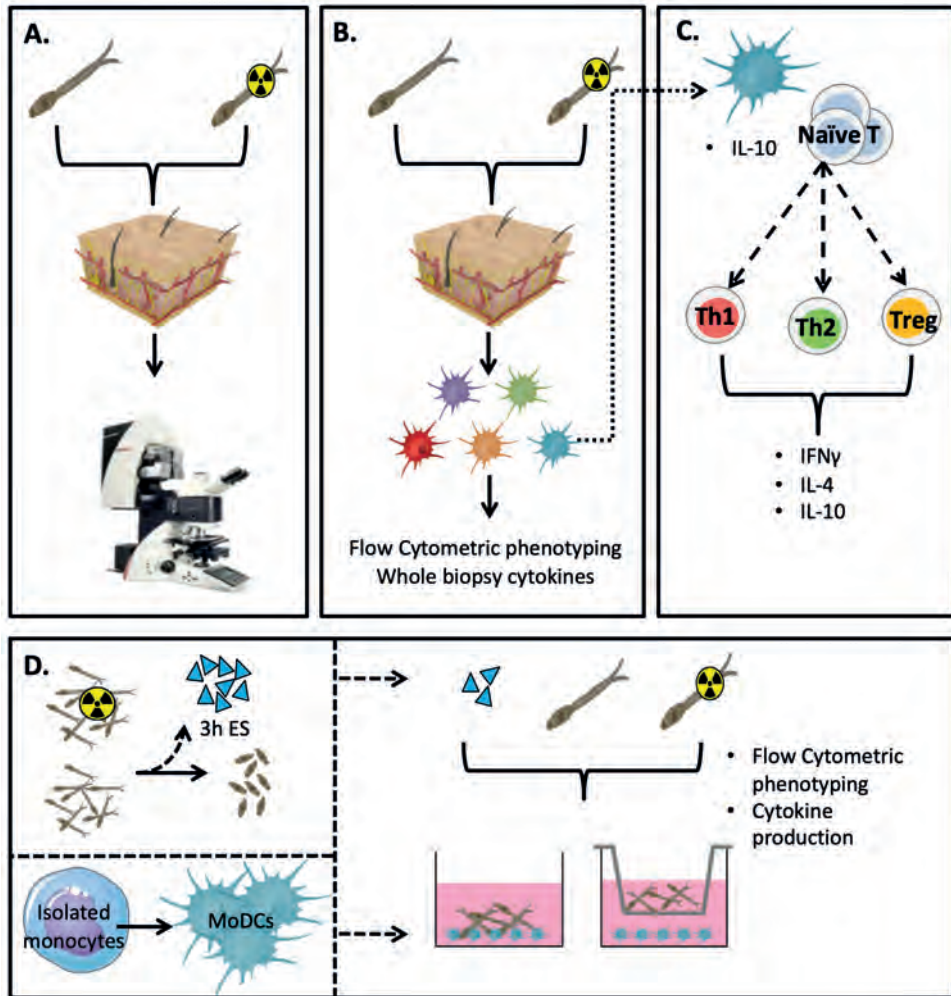 A.
B.
Flow Cytometric phenotyping
Whole biopsy cytokines
C.
• IL-10
Naïve T
Th1
Th2
Treg
• IFNγ
• IL-4
• IL-10
D.
3h ES
Isolated
monocytes
MoDCs
• Flow Cytometric
phenotyping
• Cytokine
production